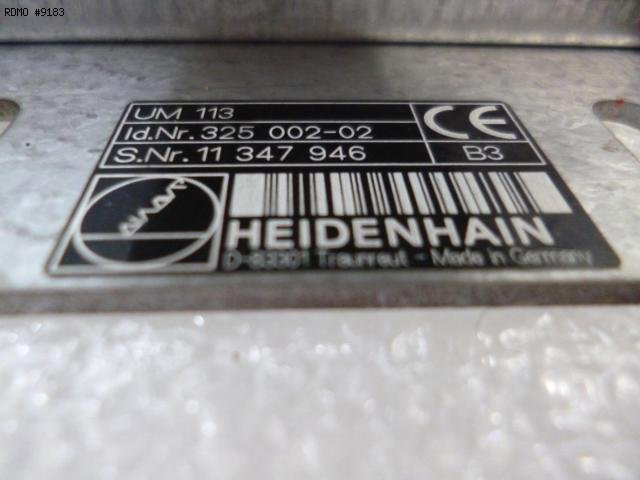 RDMO #9183
UM 113
Id.Nr. 325 002-02
S.Nr. 11 347 946
CE
B3
HEIDENHAIN
D-83301 Traunreut - Made in Germany